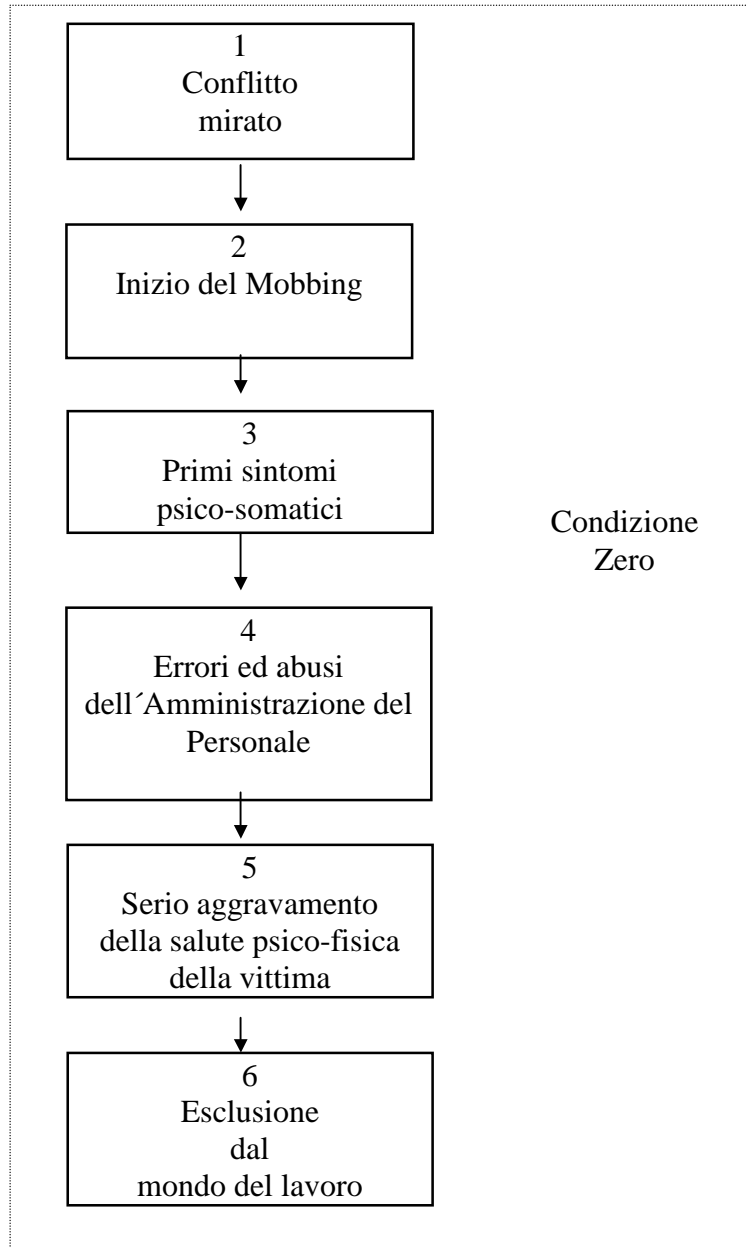 1
Conflitto
mirato
2
Inizio del Mobbing
3
Primi sintomi
psico-somatici
Condizione
Zero
4
Errori ed abusi
dell´Amministrazione del
Personale
5
Serio aggravamento
della salute psico-fisica
della vittima
6
Esclusione
dal
mondo del lavoro